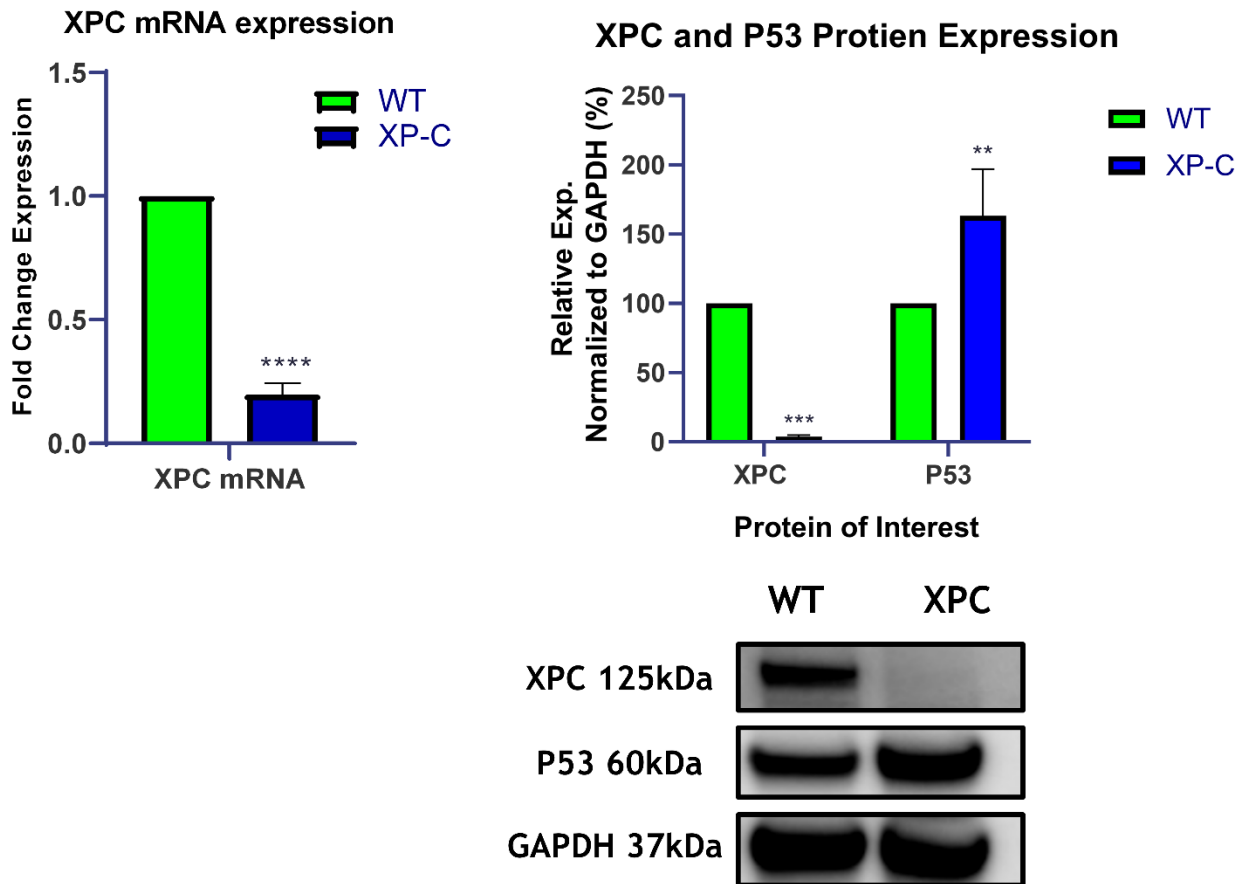 XPC mRNA expression
Fold Change Expression
1.5
1.0
0.5
0.0
WT
XP-C
****
XPC mRNA
XPC and P53 Protien Expression
Relative Exp.
Normalized to GAPDH (%)
250
200
150
100
50
0
WT
XP-C
***
**
XPC
P53
Protein of Interest
WT XPC
XPC 125kDa
P53 60kDa
GAPDH 37kDa